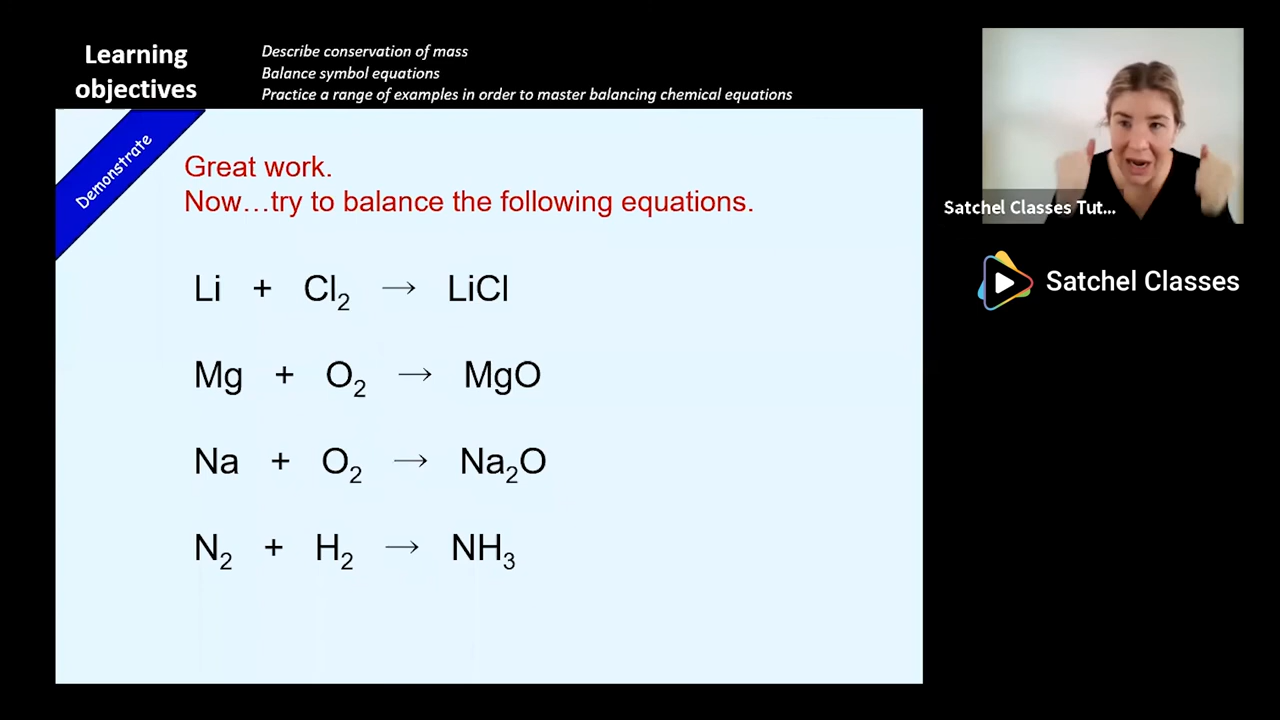 Learning
objectives
Describe conservation of mass
Balance symbol equations
Practice a range of examples in order to master balancing chemical equations
Demonstrate
Great work.
Now...try to balance the following equations.
Li + Cl₂ → LiCl
Mg + O₂ → MgO
Na + O₂ → Na₂O
N₂ + H₂ → NH₃
Satchel Classes Tut...
Satchel Classes